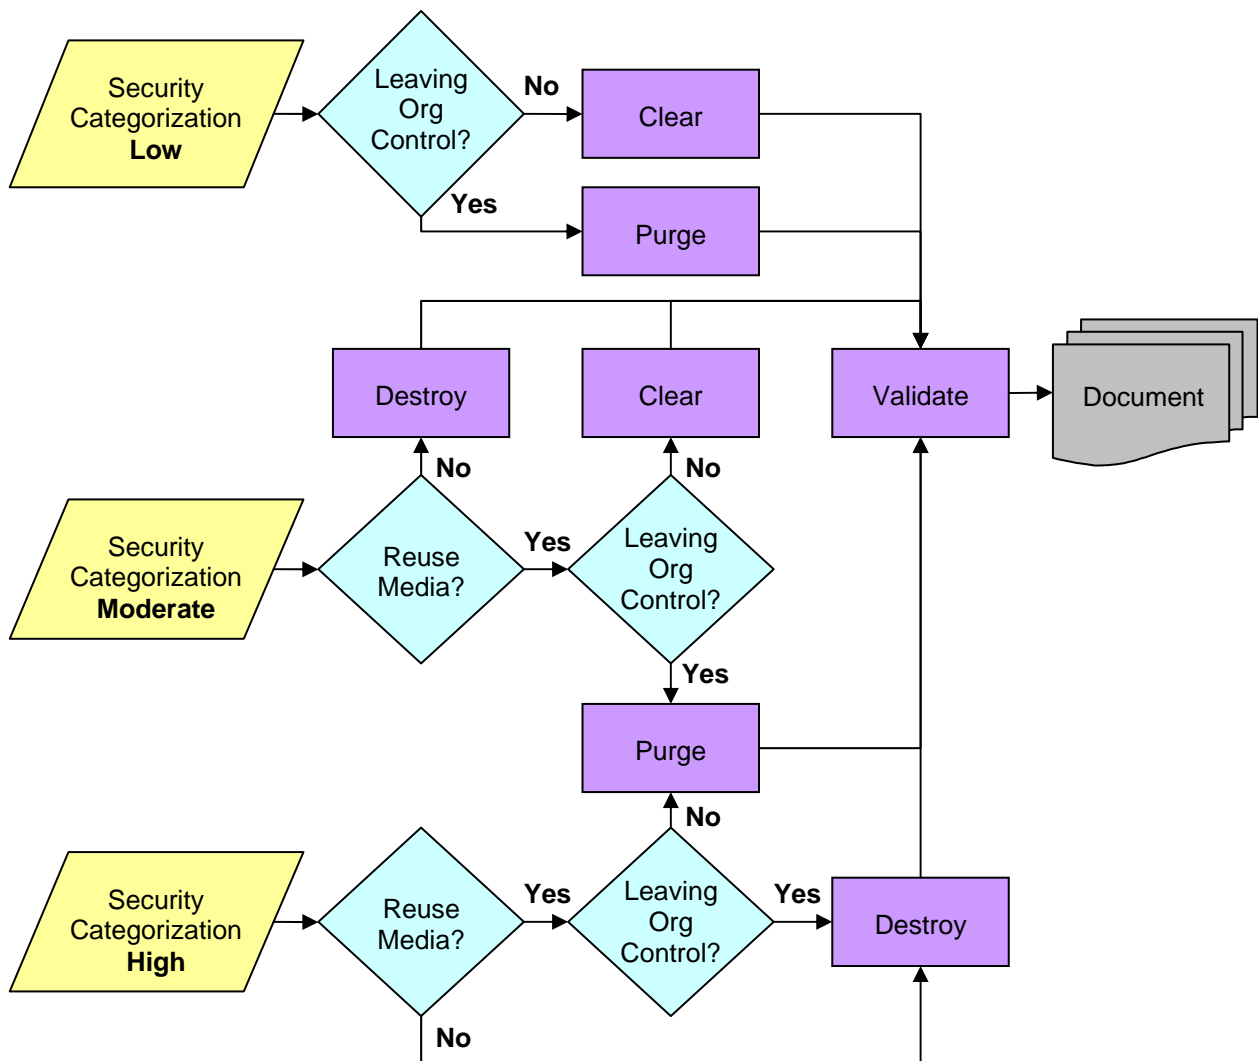 Security
Categorization
Low
Leaving
Org
Control?
No
Clear
Yes
Purge
Destroy
Clear
Validate
Document
No
No
Security
Categorization
Moderate
Reuse
Media?
Yes
Leaving
Org
Control?
Yes
Purge
No
Security
Categorization
High
Reuse
Media?
Yes
Leaving
Org
Control?
Yes
Destroy
No